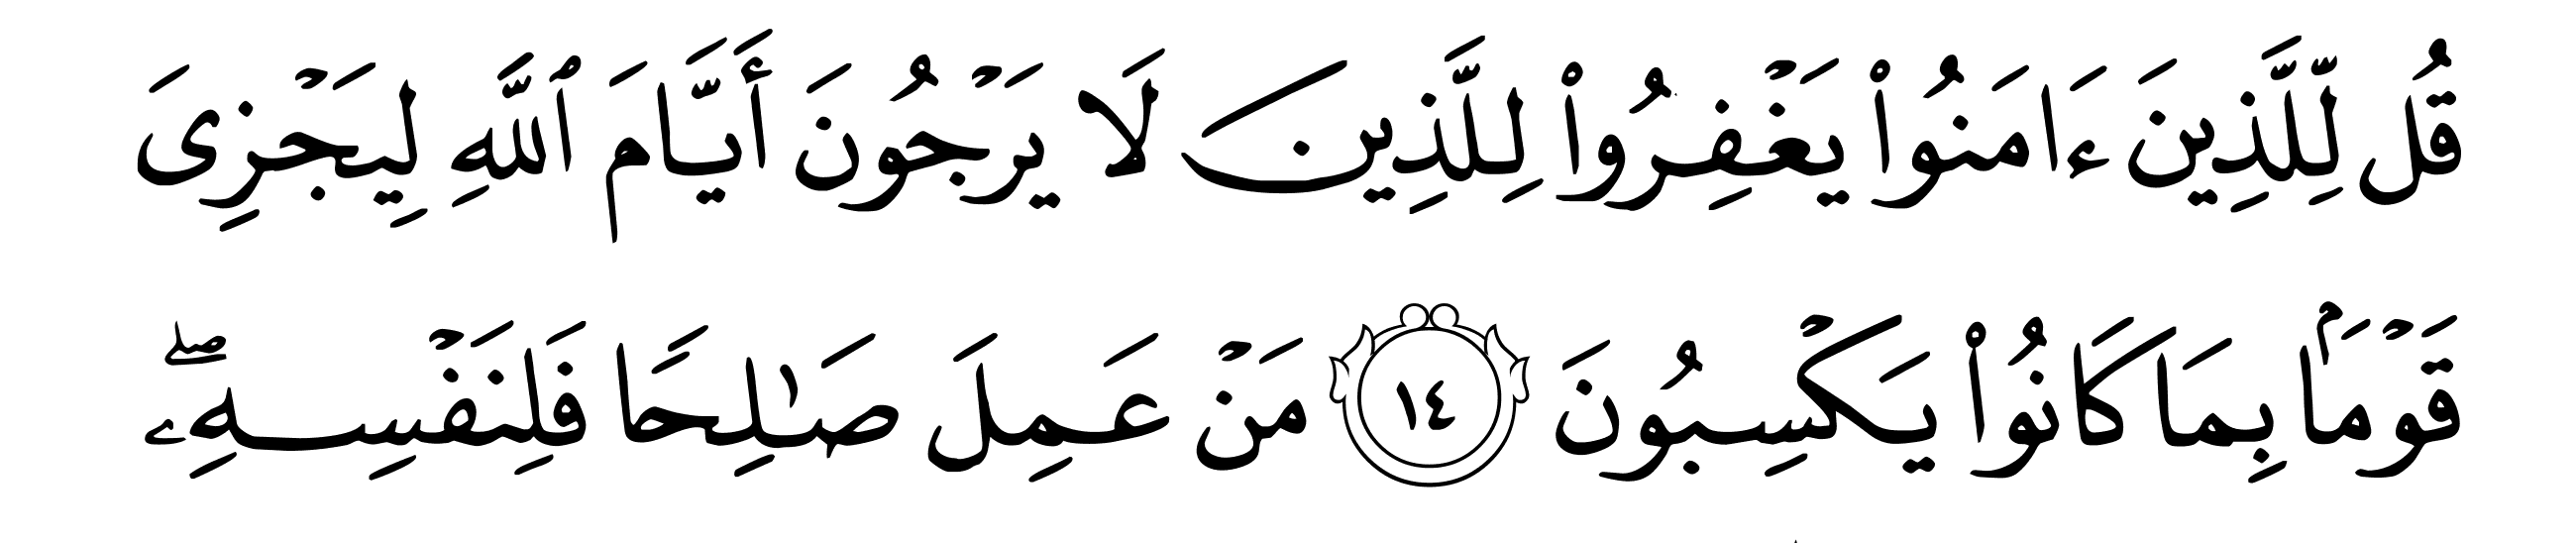 قُل لِّلَّذِينَ ءَامَنُوا۟ يَغْفِرُوا۟ لِلَّذِينَ لَا يَرْجُونَ أَيَّامَ ٱللَّهِ لِيَجْزِىَ
قَوْمَۢا بِمَا كَانُوا۟ يَكْسِبُونَ ١٤ مَنْ عَمِلَ صَـٰلِحًا فَلِنَفْسِهِۦ ۖ